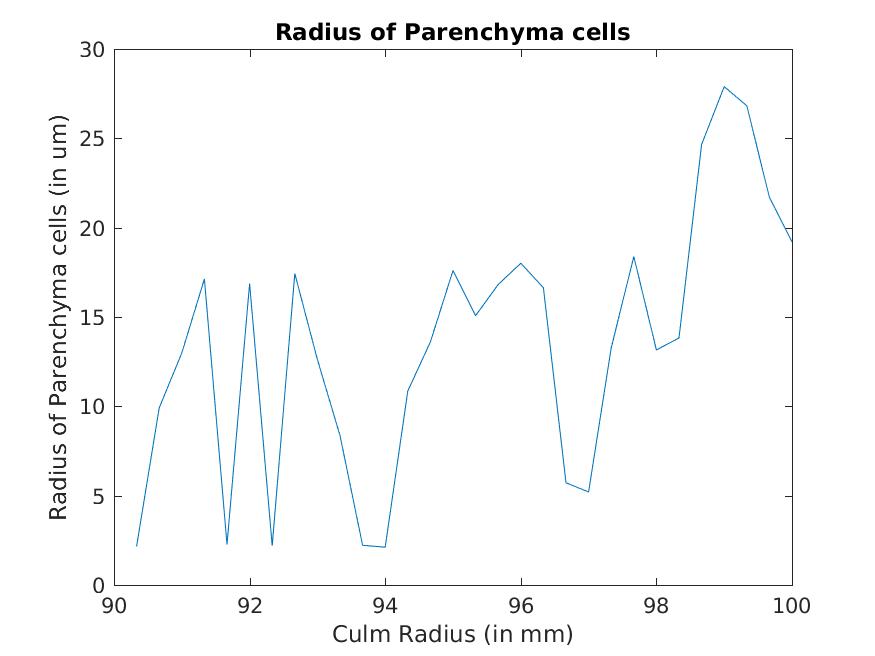 Radius of Parenchyma cells
30
25
20
15
10
5
0
Radius of Parenchyma cells (in um)
90 92 94 96 98 100
Culm Radius (in mm)